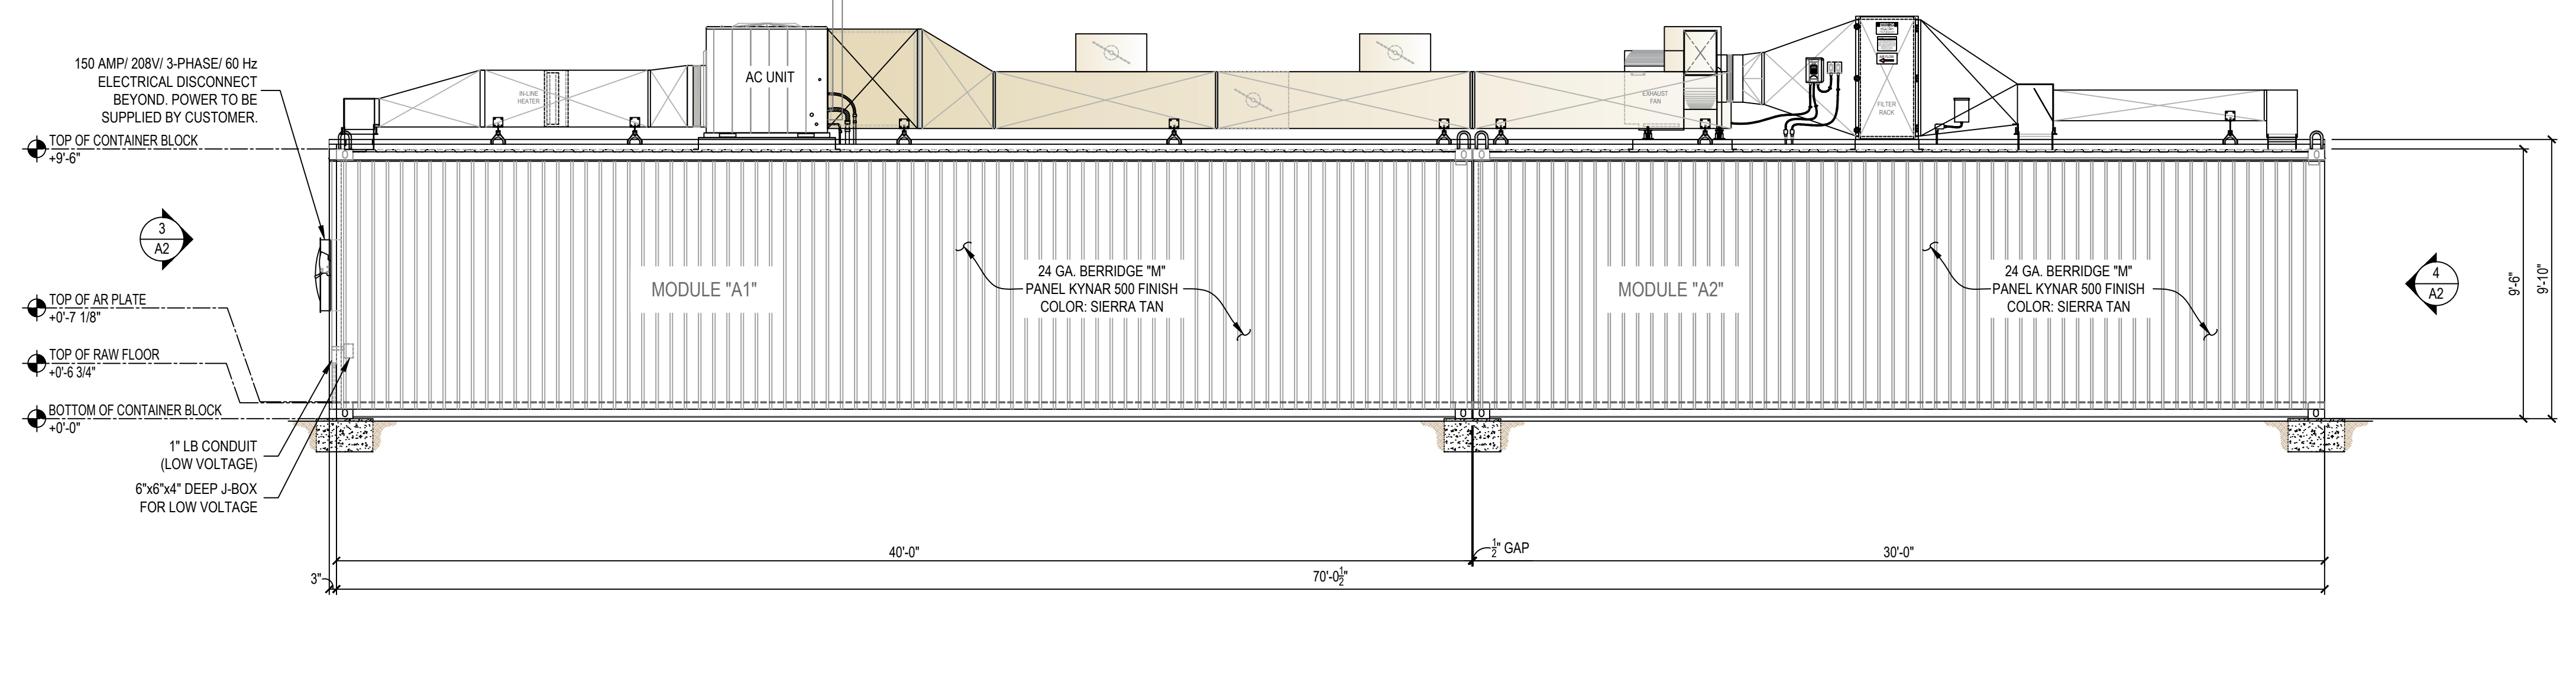 150 AMP/ 208V/ 3-PHASE/ 60 Hz
ELECTRICAL DISCONNECT
BEYOND. POWER TO BE
SUPPLIED BY CUSTOMER.
TOP OF CONTAINER BLOCK
+9'-6"
3
A2
TOP OF AR PLATE
+0'-7 1/8"
TOP OF RAW FLOOR
+0'-6 3/4"
BOTTOM OF CONTAINER BLOCK
+0'-0"
1" LB CONDUIT
(LOW VOLTAGE)
6"x6"x4" DEEP J-BOX
FOR LOW VOLTAGE
IN-LINE
HEATER
AC UNIT
EXHAUST
FAN
FILTER
RACK
MODULE "A1"
24 GA. BERRIDGE "M"
PANEL KYNAR 500 FINISH
COLOR: SIERRA TAN
MODULE "A2"
24 GA. BERRIDGE "M"
PANEL KYNAR 500 FINISH
COLOR: SIERRA TAN
4
A2
9'-6"
9'-10"
40'-0"
1/2" GAP
30'-0"
3"
70'-0 1/2"